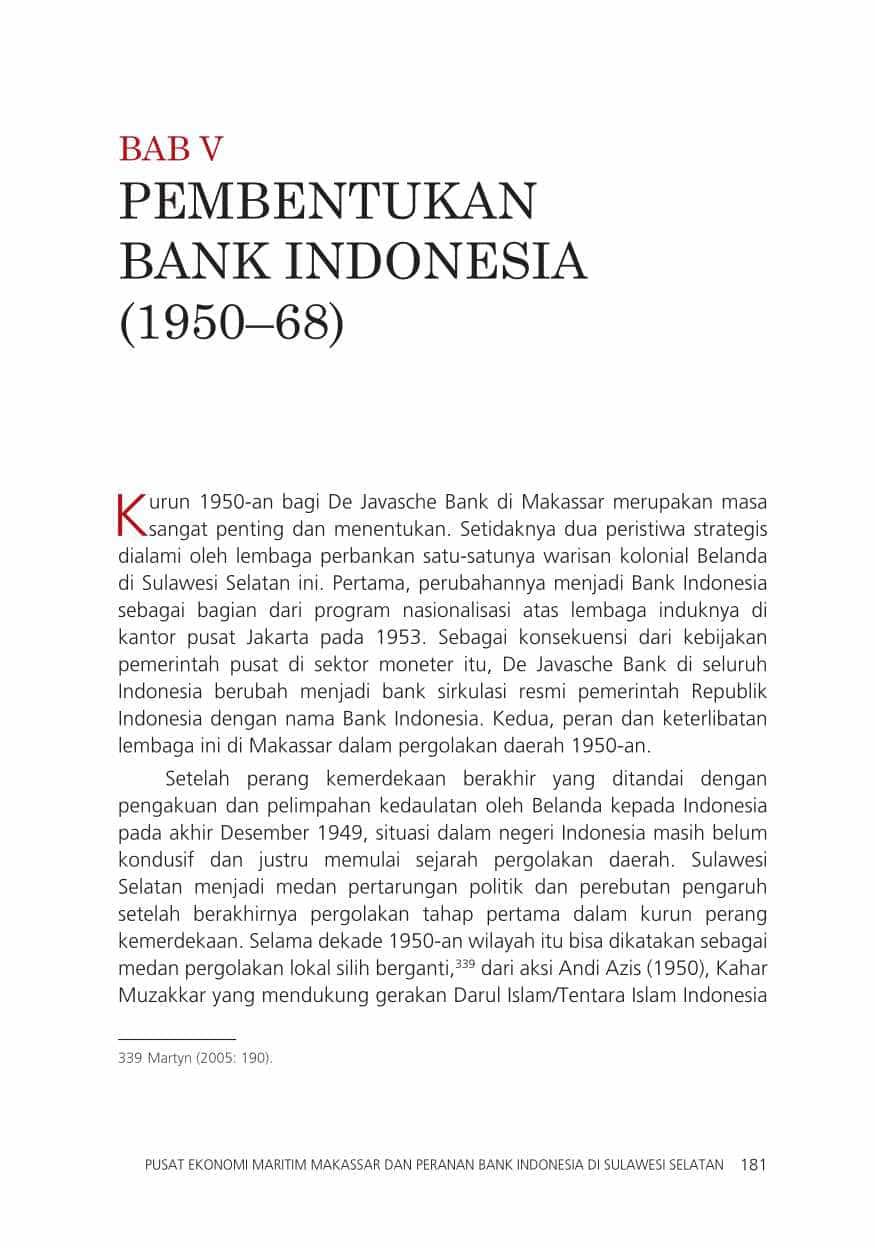 BAB V
PEMBENTUKAN
BANK INDONESIA
(1950–68)
Kurun 1950-an bagi De Javasche Bank di Makassar merupakan masa
sangat penting dan menentukan. Setidaknya dua peristiwa strategis
dialami oleh lembaga perbankan satu-satunya warisan kolonial Belanda
di Sulawesi Selatan ini. Pertama, perubahannya menjadi Bank Indonesia
sebagai bagian dari program nasionalisasi atas lembaga induknya di
kantor pusat Jakarta pada 1953. Sebagai konsekuensi dari kebijakan
pemerintah pusat di sektor moneter itu, De Javasche Bank di seluruh
Indonesia berubah menjadi bank sirkulasi resmi pemerintah Republik
Indonesia dengan nama Bank Indonesia. Kedua, peran dan keterlibatan
lembaga ini di Makassar dalam pergolakan daerah 1950-an.
Setelah perang kemerdekaan berakhir yang ditandai dengan
pengakuan dan pelimpahan kedaulatan oleh Belanda kepada Indonesia
pada akhir Desember 1949, situasi dalam negeri Indonesia masih belum
kondusif dan justru memulai sejarah pergolakan daerah. Sulawesi
Selatan menjadi medan pertarungan politik dan perebutan pengaruh
setelah berakhirnya pergolakan tahap pertama dalam kurun perang
kemerdekaan. Selama dekade 1950-an wilayah itu bisa dikatakan sebagai
medan pergolakan lokal silih berganti,339 dari aksi Andi Azis (1950), Kahar
Muzakkar yang mendukung gerakan Darul Islam/Tentara Islam Indonesia
339 Martyn (2005: 190).
PUSAT EKONOMI MARITIM MAKASSAR DAN PERANAN BANK INDONESIA DI SULAWESI SELATAN 181